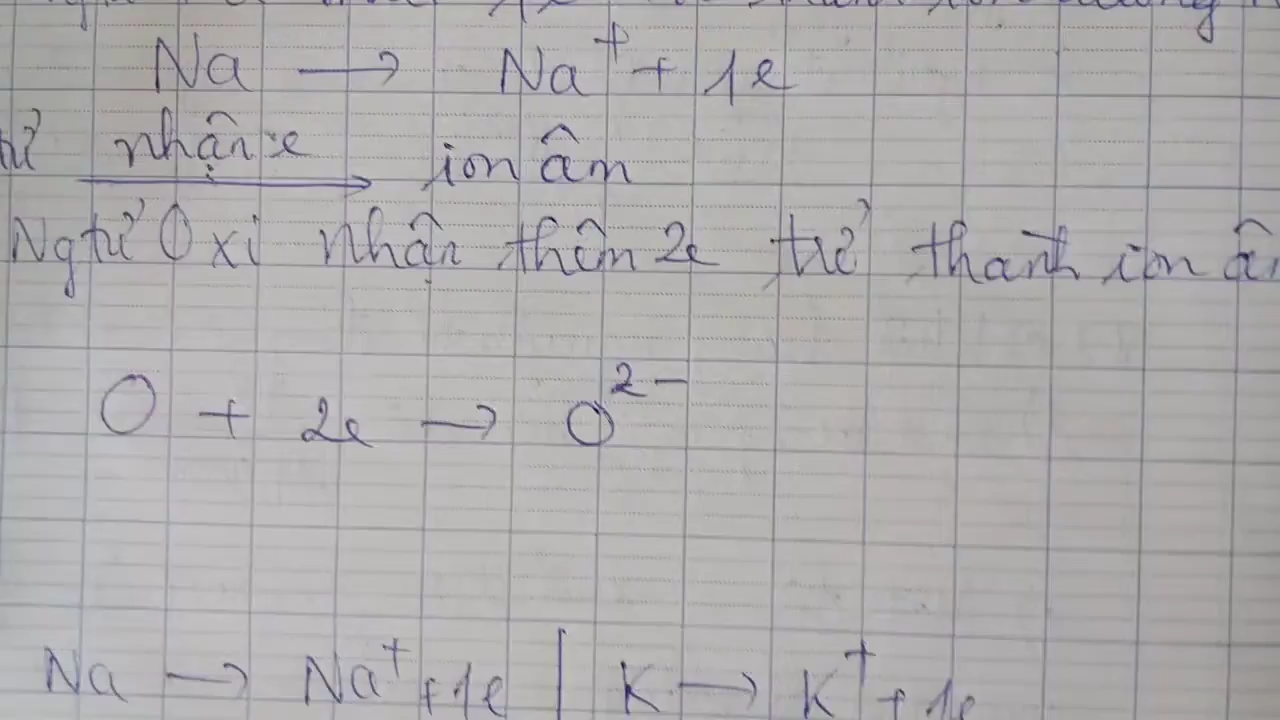 Na → Na⁺ + 1e
tử nhận e → ion âm
Ng tử Oxi nhận thêm 2e trở thành ion
O + 2e → O²⁻
Na → Na⁺ + 1e | K → K⁺ + 1e